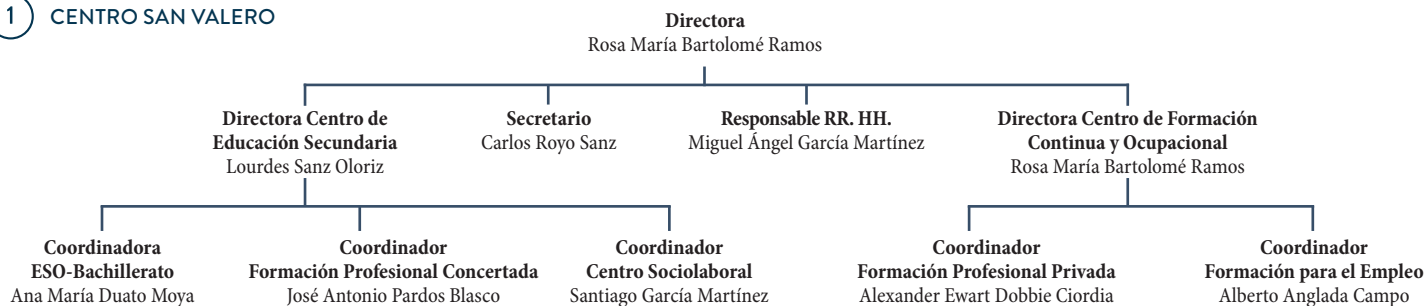 1 CENTRO SAN VALERO
Directora
Rosa María Bartolomé Ramos
Directora Centro de
Educación Secundaria
Lourdes Sanz Oloriz
Secretario
Carlos Royo Sanz
Responsable RR. HH.
Miguel Ángel García Martínez
Directora Centro de Formación
Continua y Ocupacional
Rosa María Bartolomé Ramos
Coordinadora
ESO-Bachillerato
Ana María Duato Moya
Coordinador
Formación Profesional Concertada
José Antonio Pardos Blasco
Coordinador
Centro Sociolaboral
Santiago García Martínez
Coordinador
Formación Profesional Privada
Alexander Ewart Dobbie Ciordia
Coordinador
Formación para el Empleo
Alberto Anglada Campo